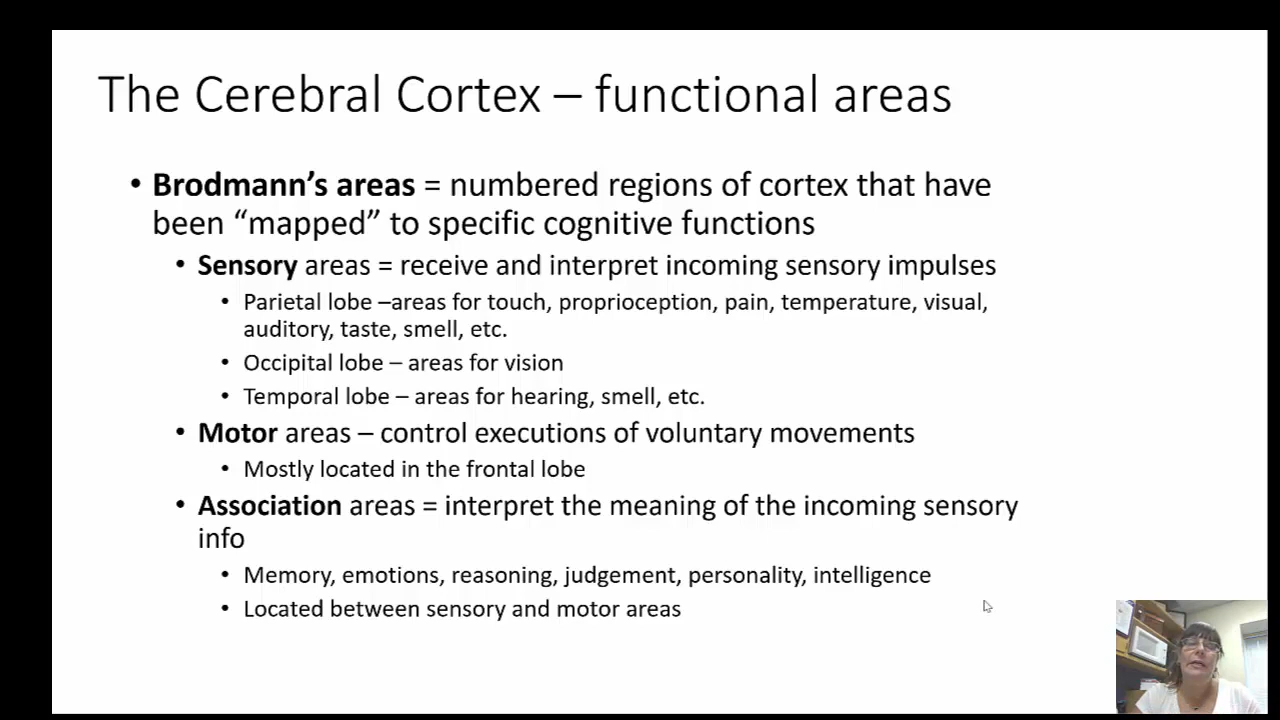 The Cerebral Cortex – functional areas
• Brodmann’s areas = numbered regions of cortex that have
been “mapped” to specific cognitive functions
• Sensory areas = receive and interpret incoming sensory impulses
• Parietal lobe –areas for touch, proprioception, pain, temperature, visual,
auditory, taste, smell, etc.
• Occipital lobe – areas for vision
• Temporal lobe – areas for hearing, smell, etc.
• Motor areas – control executions of voluntary movements
• Mostly located in the frontal lobe
• Association areas = interpret the meaning of the incoming sensory
info
• Memory, emotions, reasoning, judgement, personality, intelligence
• Located between sensory and motor areas